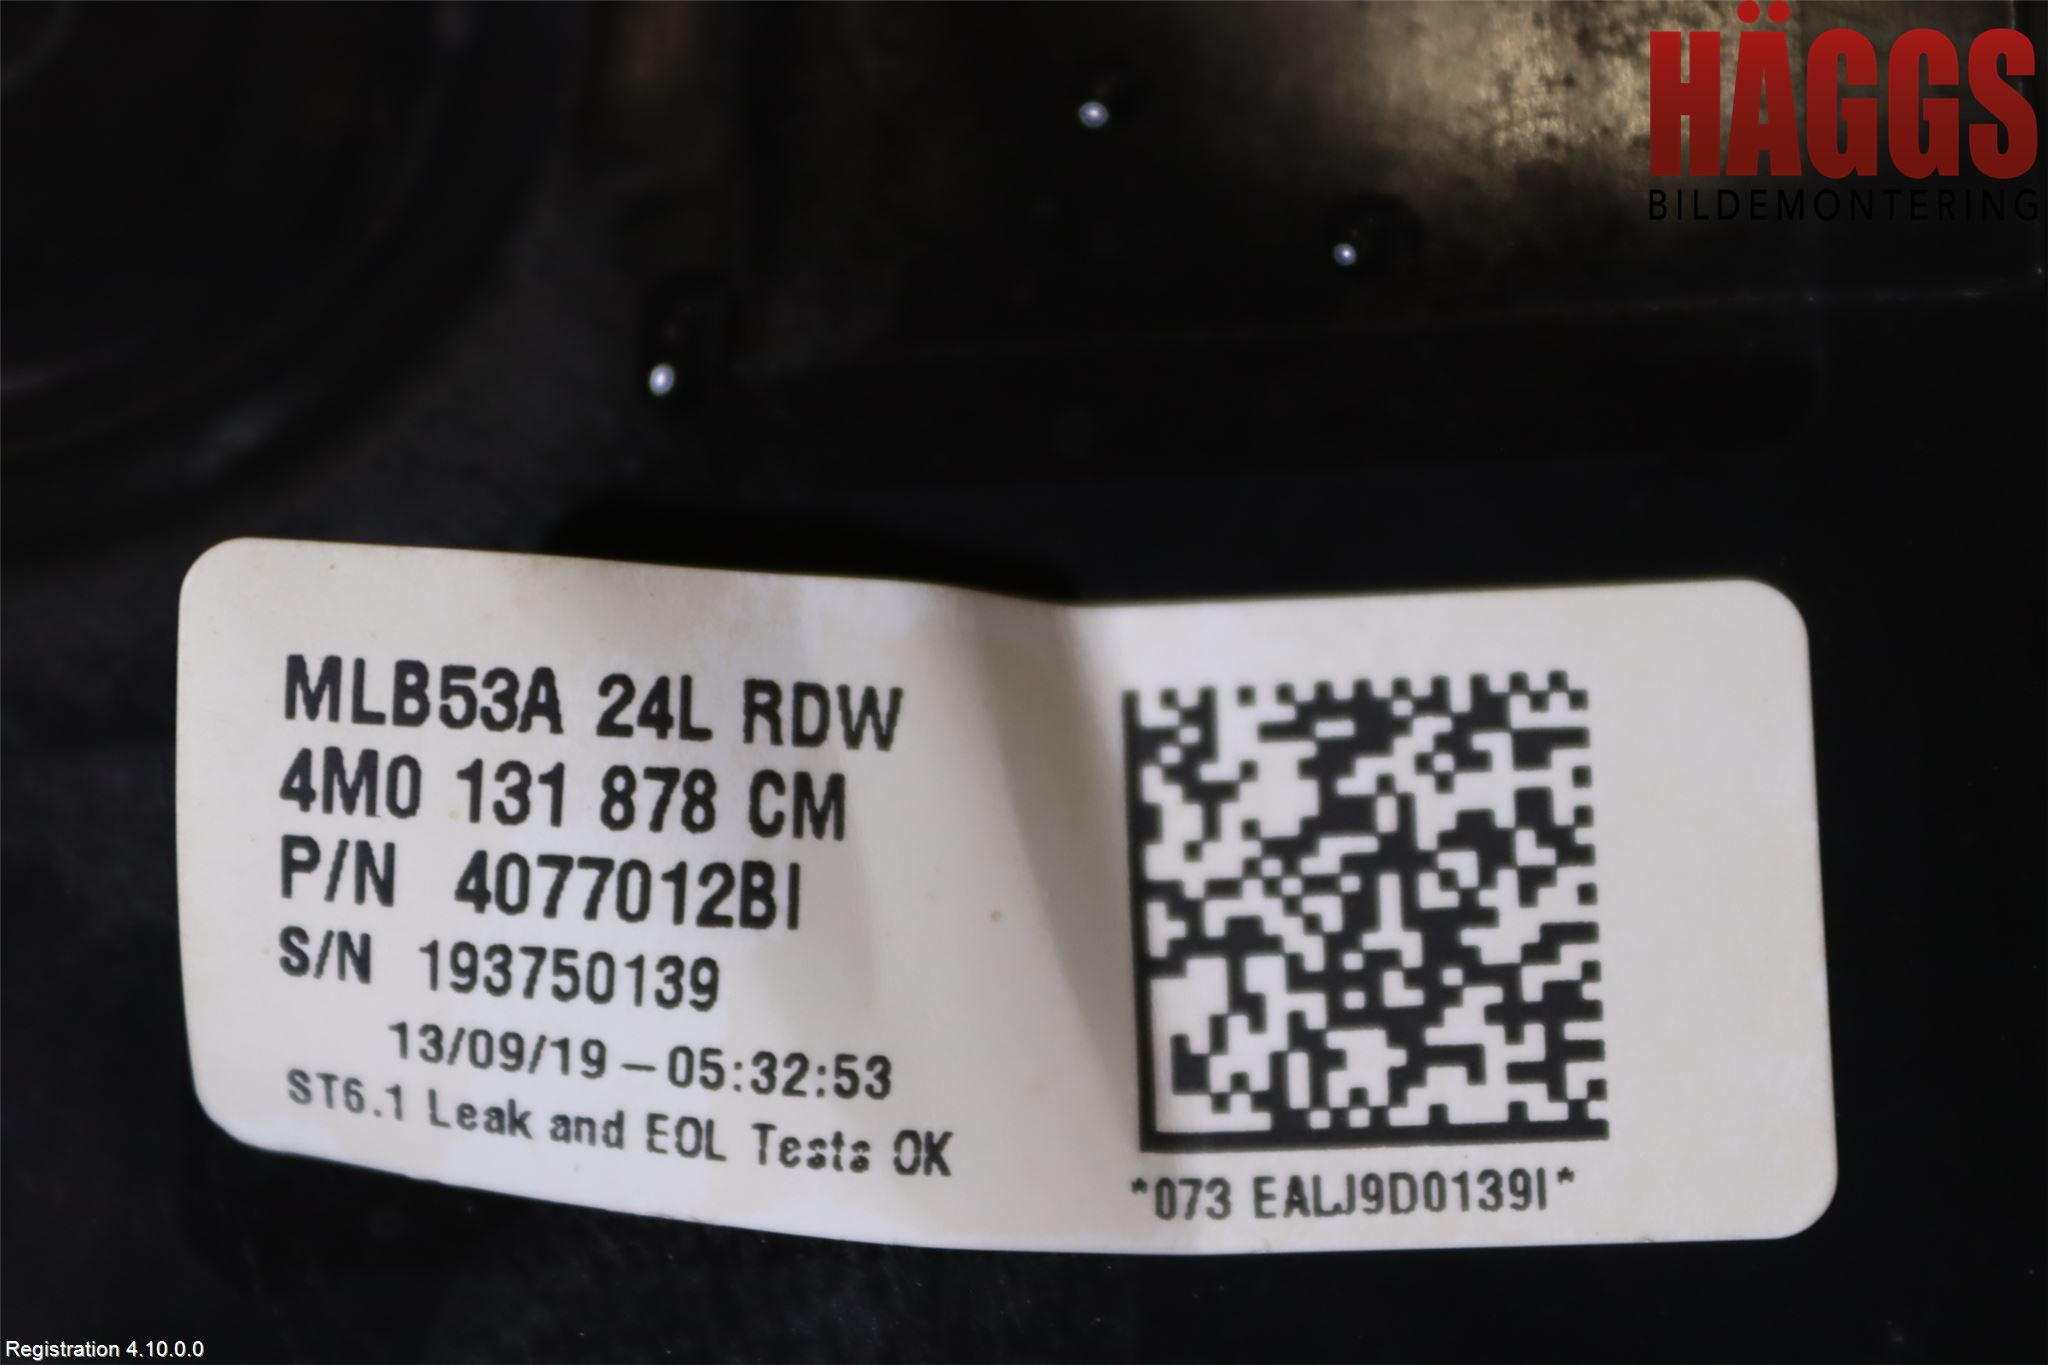 HÄGGS
BILDEMONTERING
MLB53A 24L RDW
4M0 131 878 CM
P/N 4077012BI
S/N 193750139
13/09/19-05:32:53
ST6.1 Leak and EOL Tests OK
*073 EALJ9D0139I*
Registration 4.10.0.0